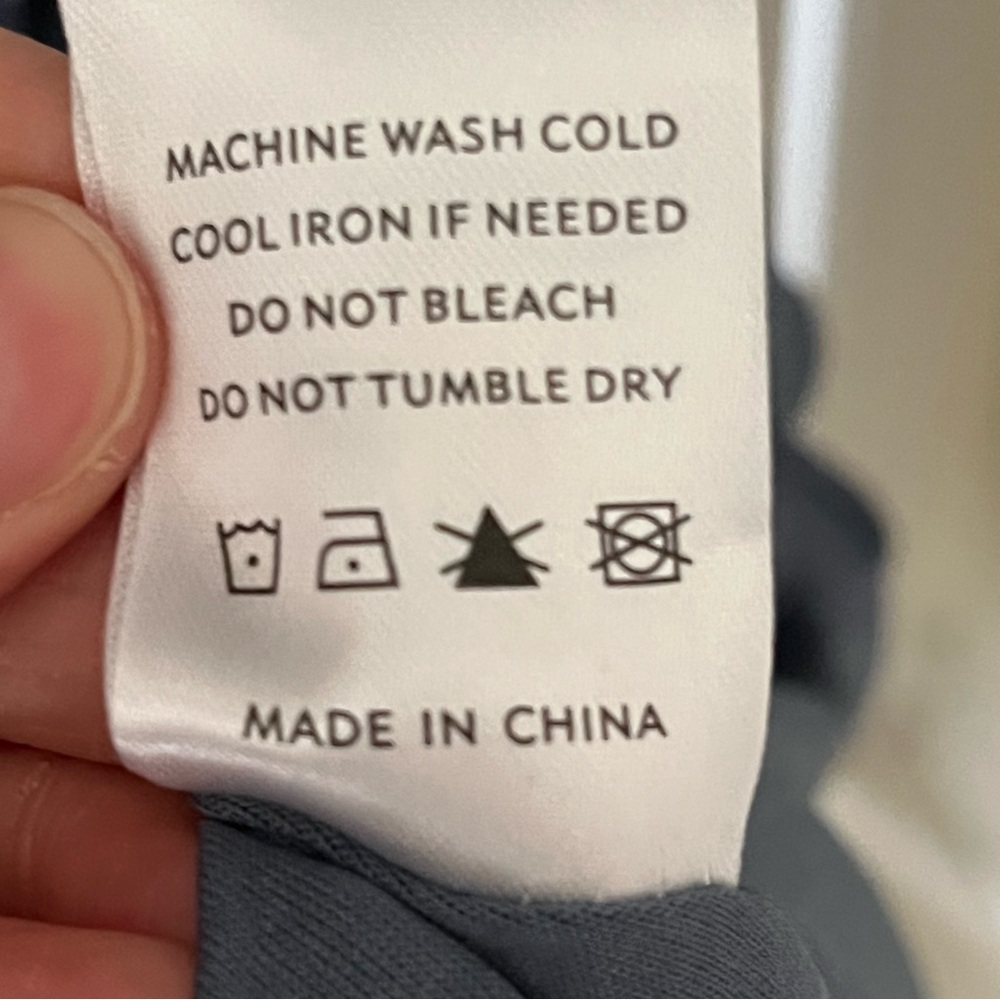 MACHINE WASH COLD
COOL IRON IF NEEDED
DO NOT BLEACH
DO NOT TUMBLE DRY
MADE IN CHINA